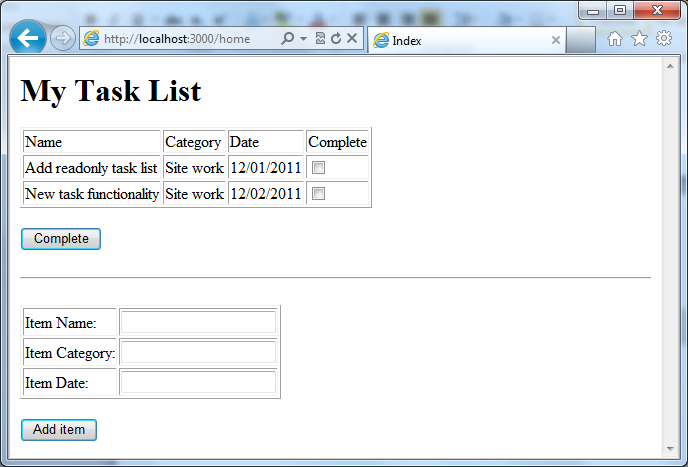 http://localhost:3000/home
Index
My Task List
Name Category Date Complete
Add readonly task list Site work 12/01/2011
New task functionality Site work 12/02/2011
Complete
Item Name:
Item Category:
Item Date:
Add item